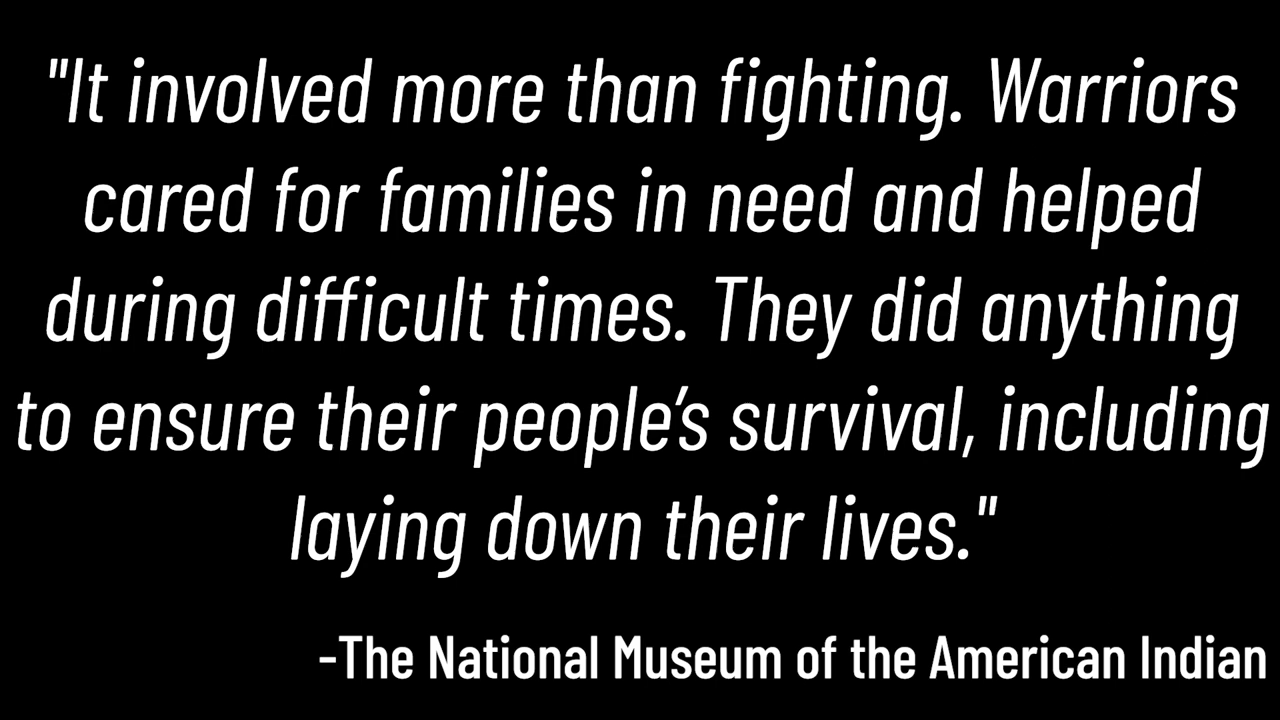 "It involved more than fighting. Warriors
cared for families in need and helped
during difficult times. They did anything
to ensure their people’s survival, including
laying down their lives."
-The National Museum of the American Indian